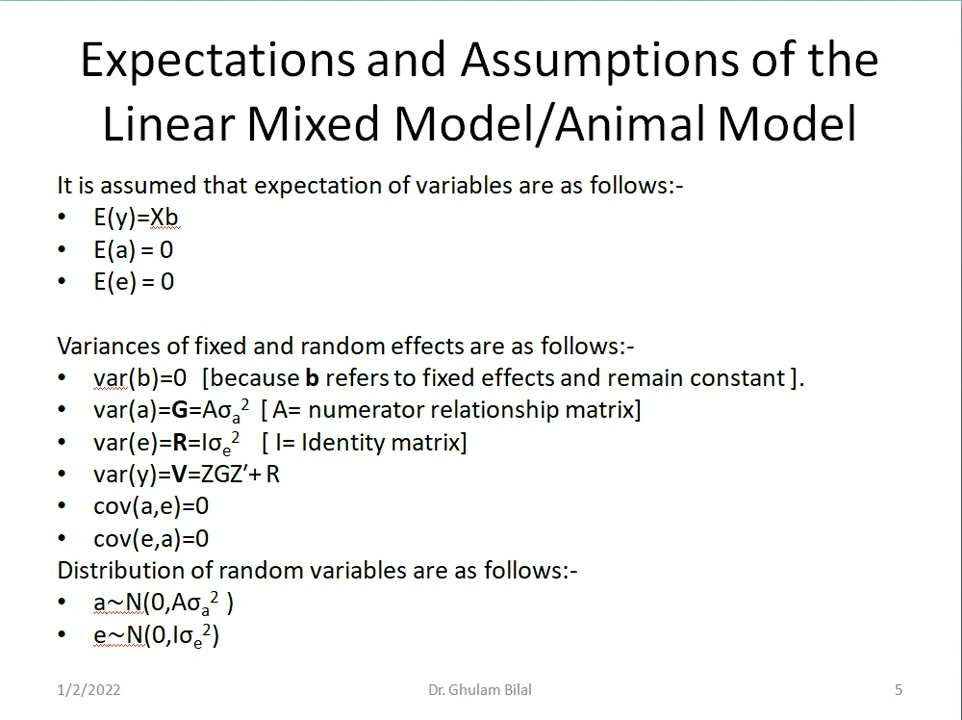 Expectations and Assumptions of the
Linear Mixed Model/Animal Model
It is assumed that expectation of variables are as follows:-
• E(y)=Xb
• E(a) = 0
• E(e) = 0
Variances of fixed and random effects are as follows:-
• var(b)=0 [because b refers to fixed effects and remain constant ].
• var(a)=G=Aσₐ² [ A= numerator relationship matrix]
• var(e)=R=Iσₑ² [ I= Identity matrix]
• var(y)=V=ZGZ′+ R
• cov(a,e)=0
• cov(e,a)=0
Distribution of random variables are as follows:-
• a~N(0,Aσₐ² )
• e~N(0,Iσₑ²)
1/2/2022 Dr. Ghulam Bilal 5